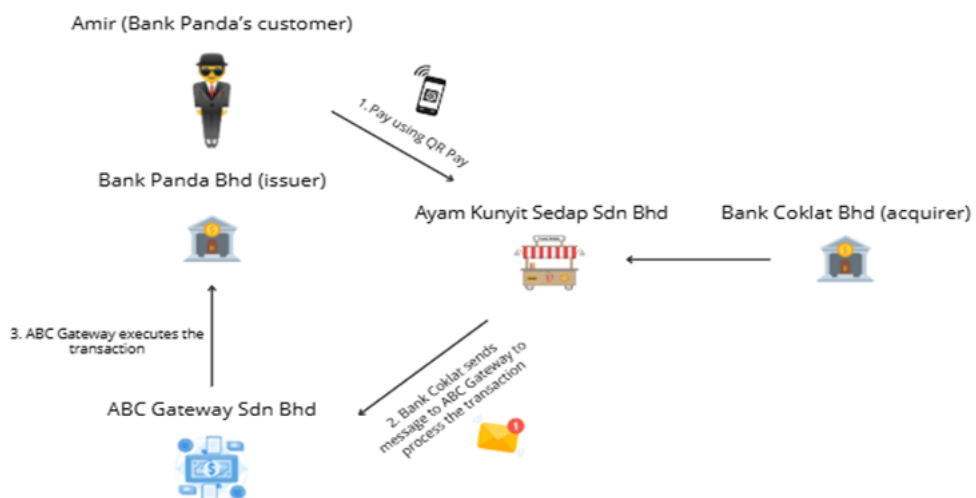 Amir (Bank Panda’s customer)
1. Pay using QR Pay
Bank Panda Bhd (issuer)
Ayam Kunyit Sedap Sdn Bhd
Bank Coklat Bhd (acquirer)
3. ABC Gateway executes the
transaction
2. Bank Coklat sends
message to ABC Gateway to
process the transaction
ABC Gateway Sdn Bhd
1